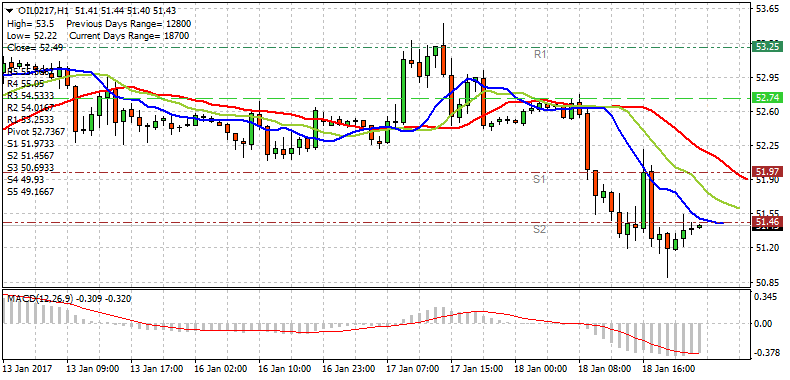 OIL0217,H1 51.41 51.44 51.40 51.43
High= 53.5 Previous Days Range= 12800
Low= 52.22 Current Days Range= 18700
Close= 52.49
R4 55.05
R3 54.5333
R2 54.0167
R1 53.2533
Pivot 52.7367
S1 51.9733
S2 51.4567
S3 50.6933
S4 49.93
S5 49.1667
R1
S1
S2
53.65
53.25
52.95
52.74
52.60
52.25
51.97
51.90
51.55
51.46
51.20
50.85
MACD(12,26,9) -0.309 -0.320
0.345
0.00
-0.378
13 Jan 2017 13 Jan 09:00 13 Jan 17:00 16 Jan 02:00 16 Jan 10:00 16 Jan 23:00 17 Jan 07:00 17 Jan 15:00 18 Jan 00:00 18 Jan 08:00 18 Jan 16:00